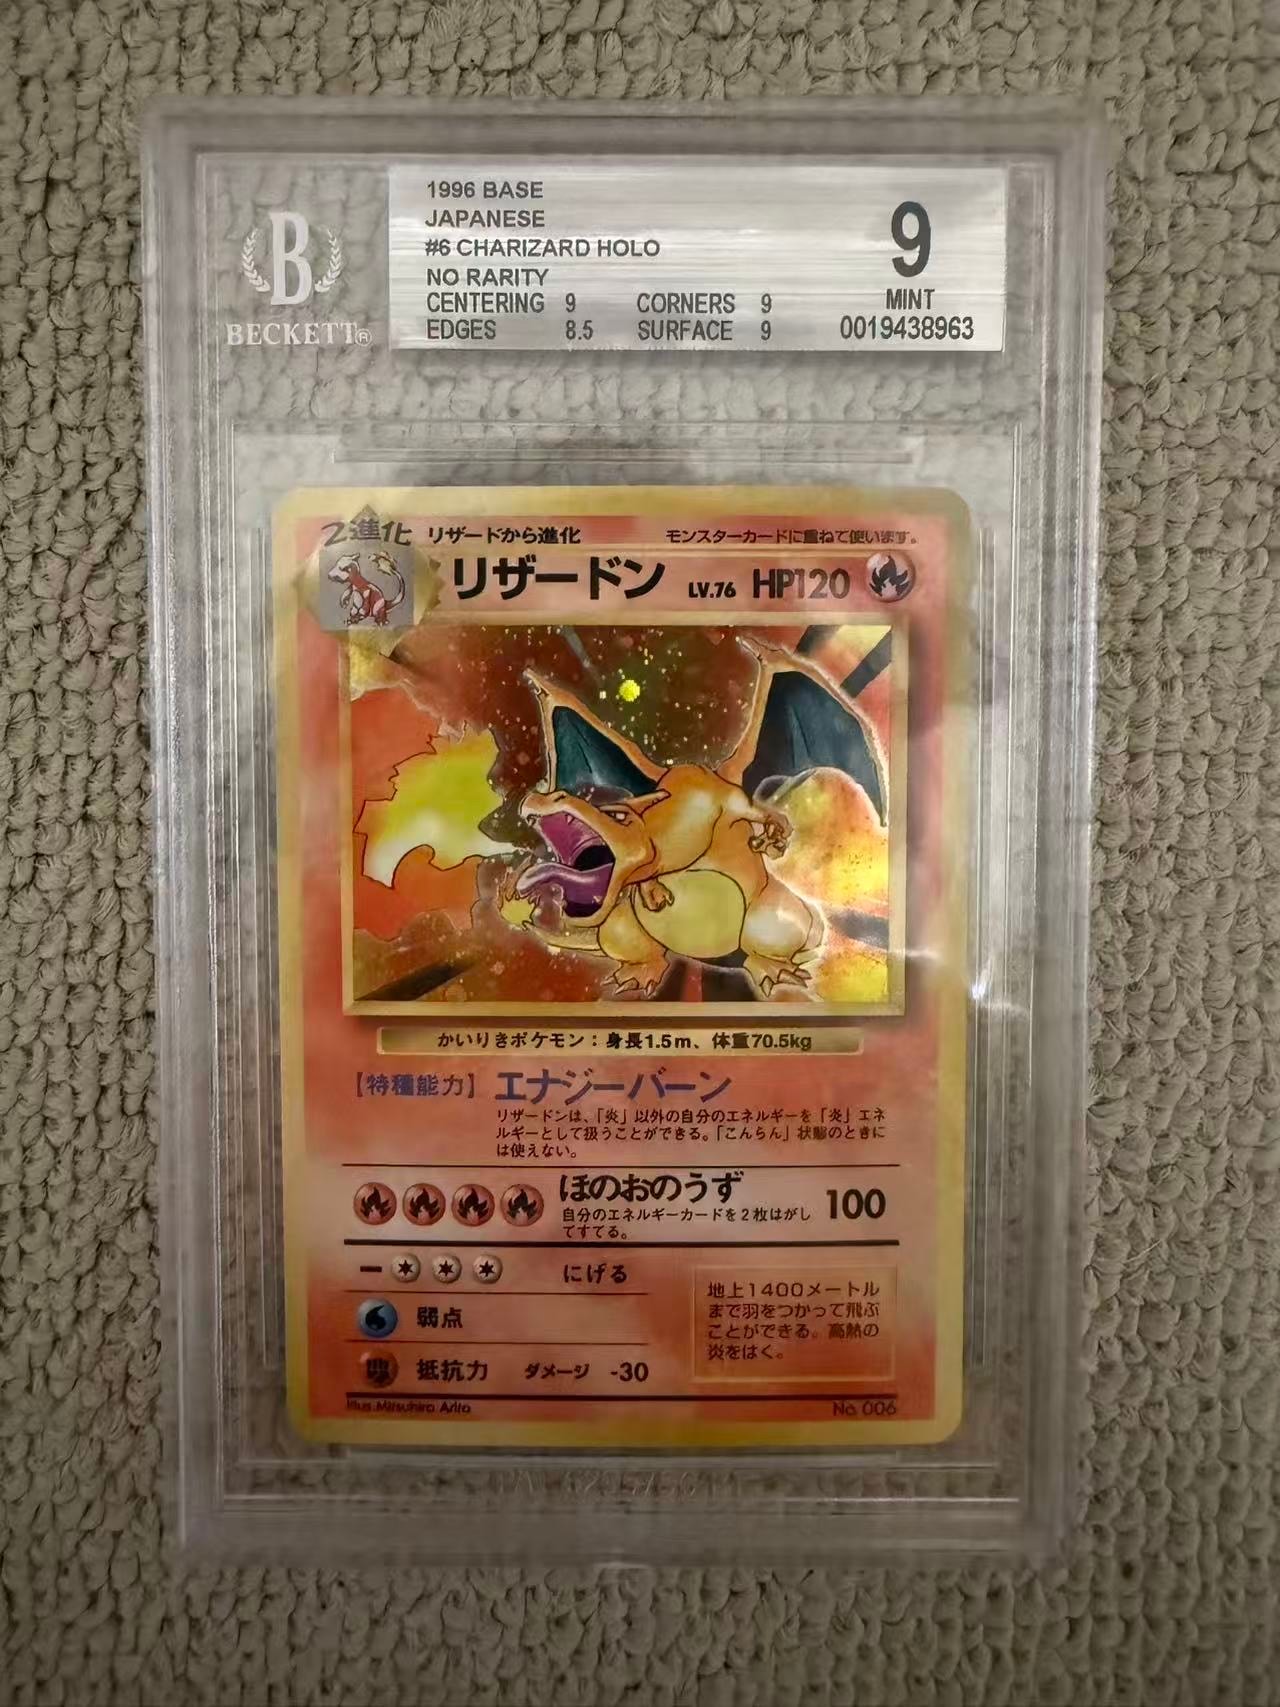 1996 BASE
JAPANESE
#6 CHARIZARD HOLO
NO RARITY
CENTERING 9 CORNERS 9
EDGES 8.5 SURFACE 9
9
MINT
0019438963
B
BECKETT®
2進化 リザードから進化 モンスターカードに重ねて使います。
リザードン LV.76 HP120
かいりきポケモン：身長1.5m、体重70.5kg
【特種能力】 エナジーバーン
リザードンは、「炎」以外の自分のエネルギーを「炎」エネ
ルギーとして扱うことができる。「こんらん」状態のときに
は使えない。
ほのおのうず 100
自分のエネルギーカードを2枚はがし
てすてる。
にげる
弱点
抵抗力 ダメージ -30
地上1400メートル
まで羽をつかって飛ぶ
ことができる。高熱の
炎をはく。
Illus.Mitsuhiro Arita No.006